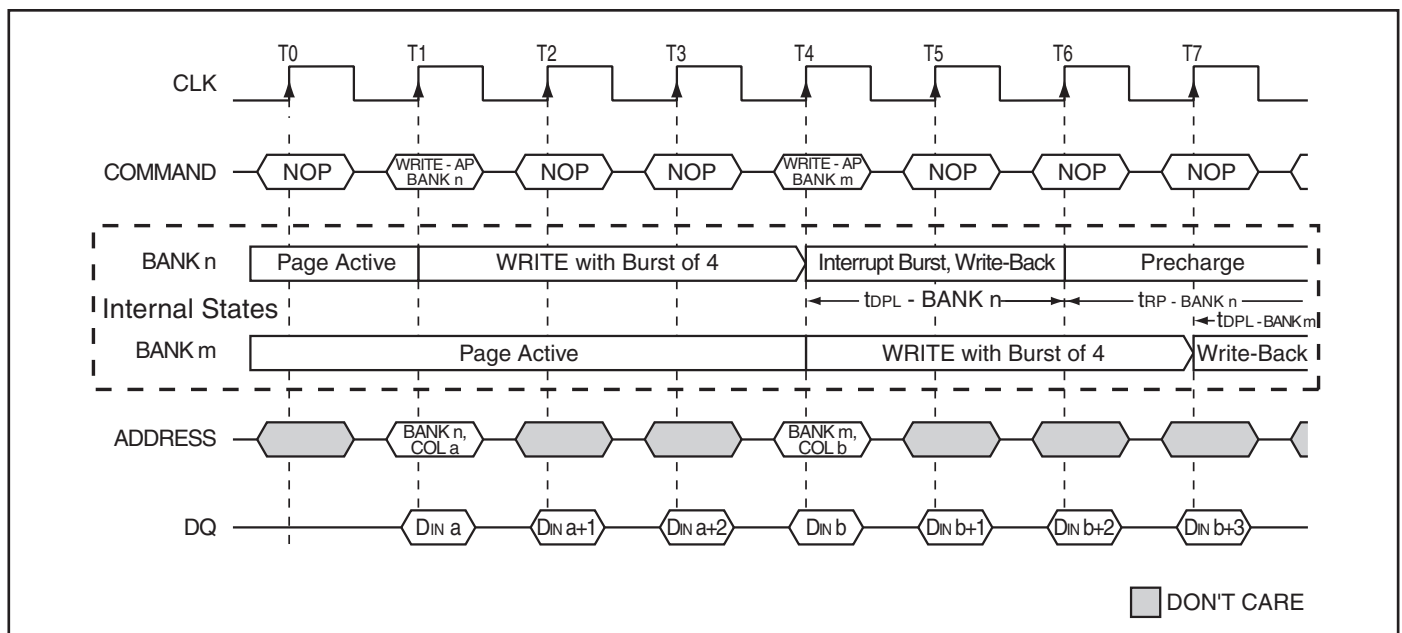 T0 T1 T2 T3 T4 T5 T6 T7
CLK
COMMAND NOP WRITE - AP BANK n NOP NOP WRITE - AP BANK m NOP NOP NOP
BANK n Page Active WRITE with Burst of 4 Interrupt Burst, Write-Back Precharge
tDPL - BANK n tRP - BANK n
Internal States
tDPL - BANK m
BANK m Page Active WRITE with Burst of 4 Write-Back
ADDRESS BANK n, COL a BANK m, COL b
DQ DIN a DIN a+1 DIN a+2 DIN b DIN b+1 DIN b+2 DIN b+3
DON'T CARE